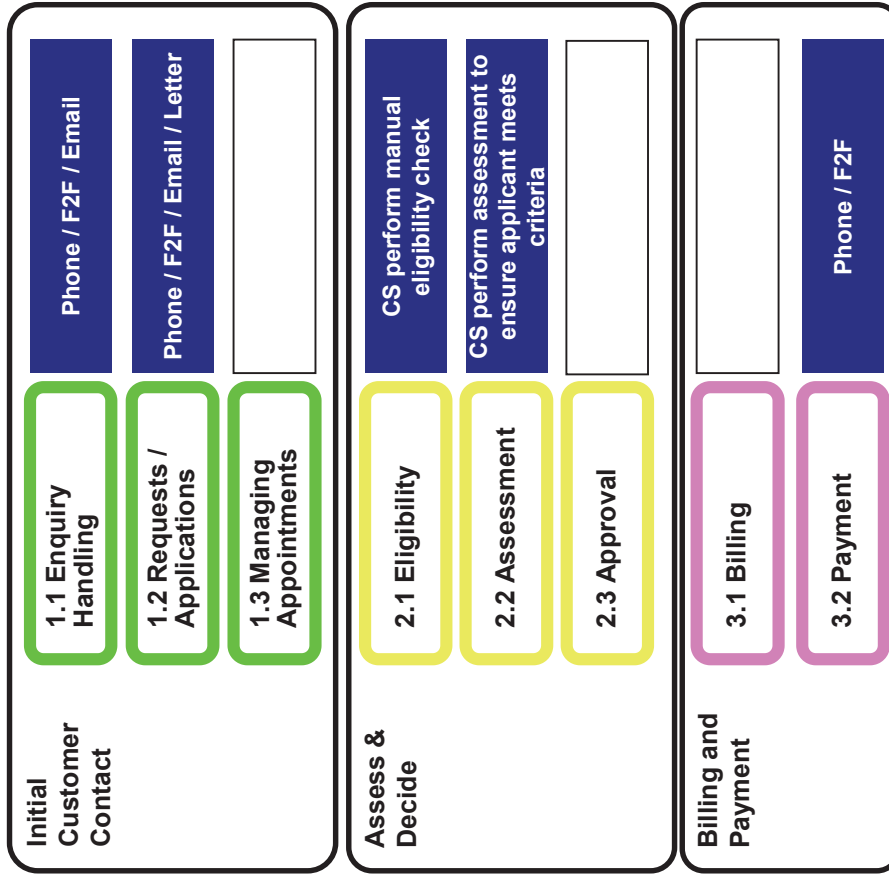 Initial
Customer
Contact
1.1 Enquiry
Handling
Phone / F2F / Email
1.2 Requests /
Applications
Phone / F2F / Email / Letter
1.3 Managing
Appointments
Assess &
Decide
2.1 Eligibility
CS perform manual
eligibility check
2.2 Assessment
CS perform assessment to
ensure applicant meets
criteria
2.3 Approval
Billing and
Payment
3.1 Billing
3.2 Payment
Phone / F2F